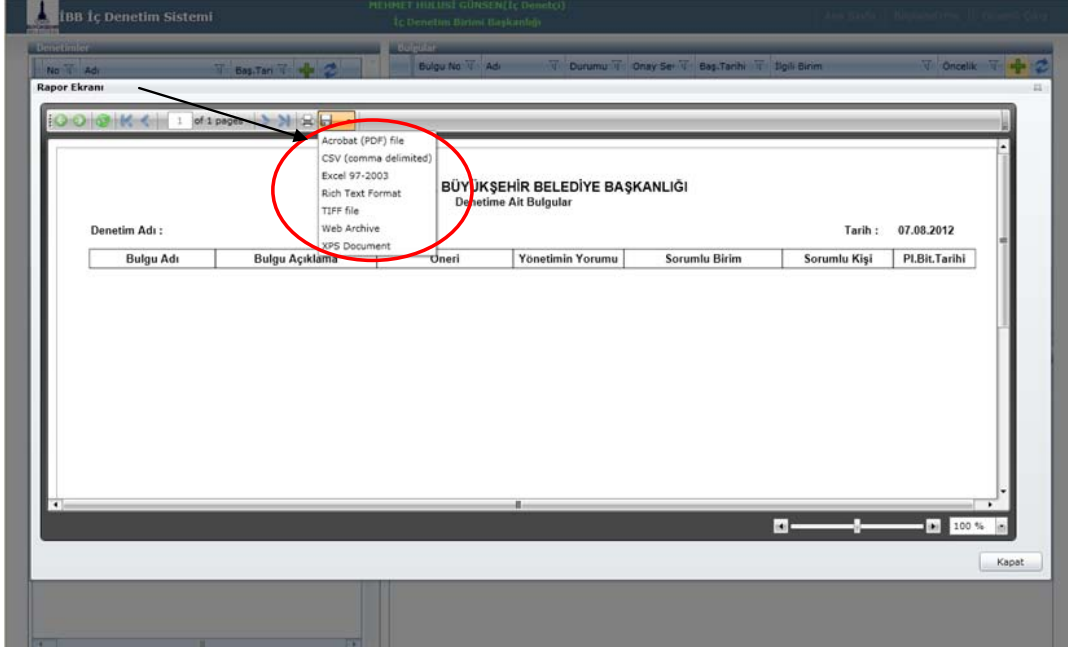 İBB İç Denetim Sistemi
MEHMET HULUSİ GÜNSEN(İç Denetçi)
İç Denetim Birimi Başkanlığı
Denetimler
Bulgular
No Adı Baş.Tari
Bulgu No Adı Durumu Onay Ser Baş.Tarihi İlgili Birim Öncelik
Rapor Ekranı
1 of 1 pages
Acrobat (PDF) file
CSV (comma delimited)
Excel 97-2003
Rich Text Format
TIFF file
Web Archive
XPS Document
BÜYÜKŞEHİR BELEDİYE BAŞKANLIĞI
Denetime Ait Bulgular
Denetim Adı :
Tarih : 07.08.2012
Bulgu Adı Bulgu Açıklama Öneri Yönetimin Yorumu Sorumlu Birim Sorumlu Kişi Pl.Bit.Tarihi
100 %
Kapat